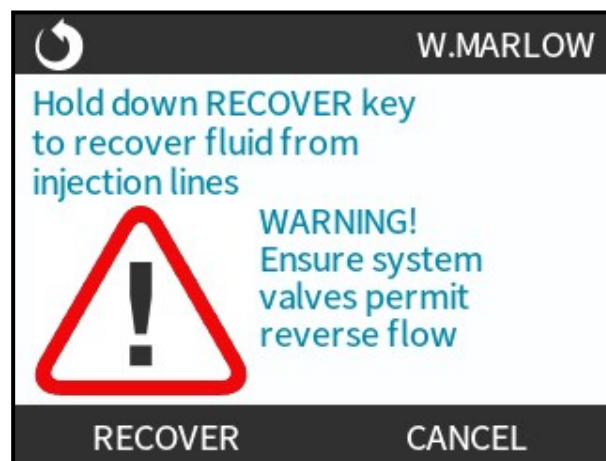 W.MARLOW
Hold down RECOVER key
to recover fluid from
injection lines
WARNING!
Ensure system
valves permit
reverse flow
RECOVER
CANCEL